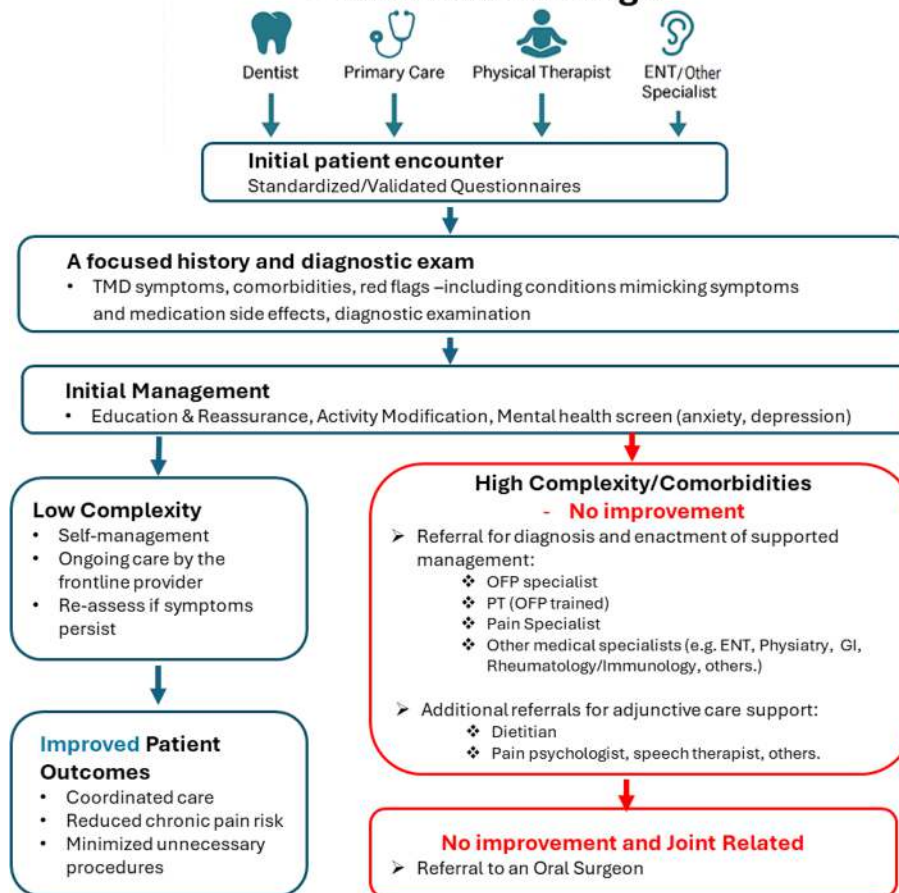 Dentist
Primary Care
Physical Therapist
ENT/Other
Specialist
Initial patient encounter
Standardized/Validated Questionnaires
A focused history and diagnostic exam
• TMD symptoms, comorbidities, red flags –including conditions mimicking symptoms
and medication side effects, diagnostic examination
Initial Management
• Education & Reassurance, Activity Modification, Mental health screen (anxiety, depression)
Low Complexity
• Self-management
• Ongoing care by the
frontline provider
• Re-assess if symptoms
persist
Improved Patient
Outcomes
• Coordinated care
• Reduced chronic pain risk
• Minimized unnecessary
procedures
High Complexity/Comorbidities
- No improvement
➢ Referral for diagnosis and enactment of supported
management:
❖ OFP specialist
❖ PT (OFP trained)
❖ Pain Specialist
❖ Other medical specialists (e.g. ENT, Physiatry, GI,
Rheumatology/Immunology, others.)
➢ Additional referrals for adjunctive care support:
❖ Dietitian
❖ Pain psychologist, speech therapist, others.
No improvement and Joint Related
➢ Referral to an Oral Surgeon